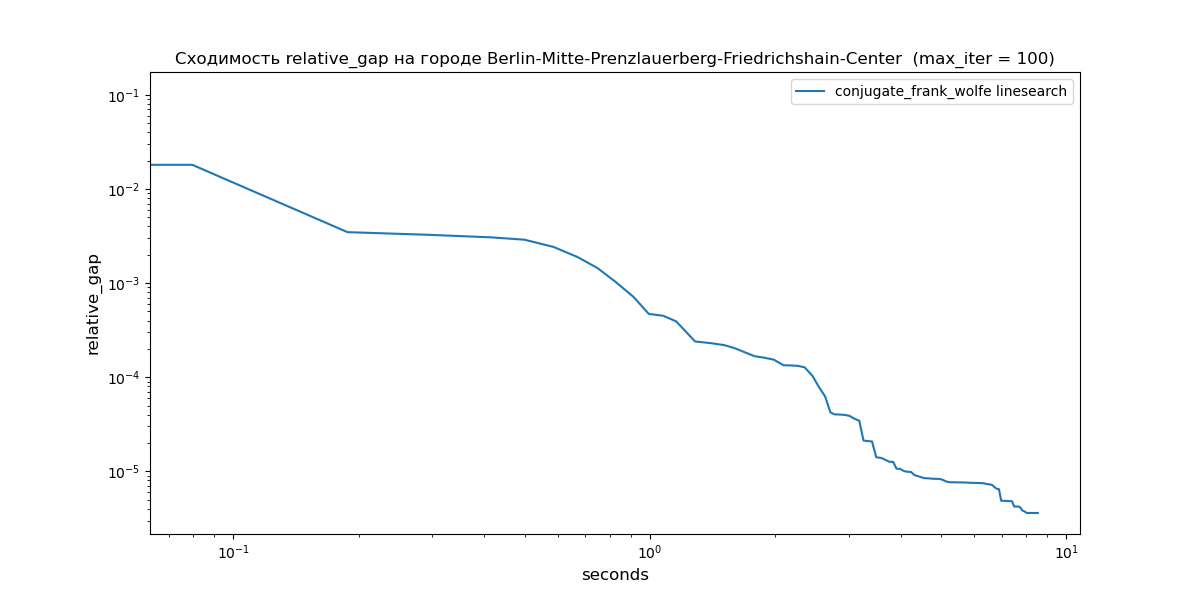 Сходимость relative_gap на городе Berlin-Mitte-Prenzlauerberg-Friedrichshain-Center (max_iter = 100)
conjugate_frank_wolfe linesearch
relative_gap
10⁻¹
10⁻²
10⁻³
10⁻⁴
10⁻⁵
10⁻¹ 10⁰ 10¹
seconds